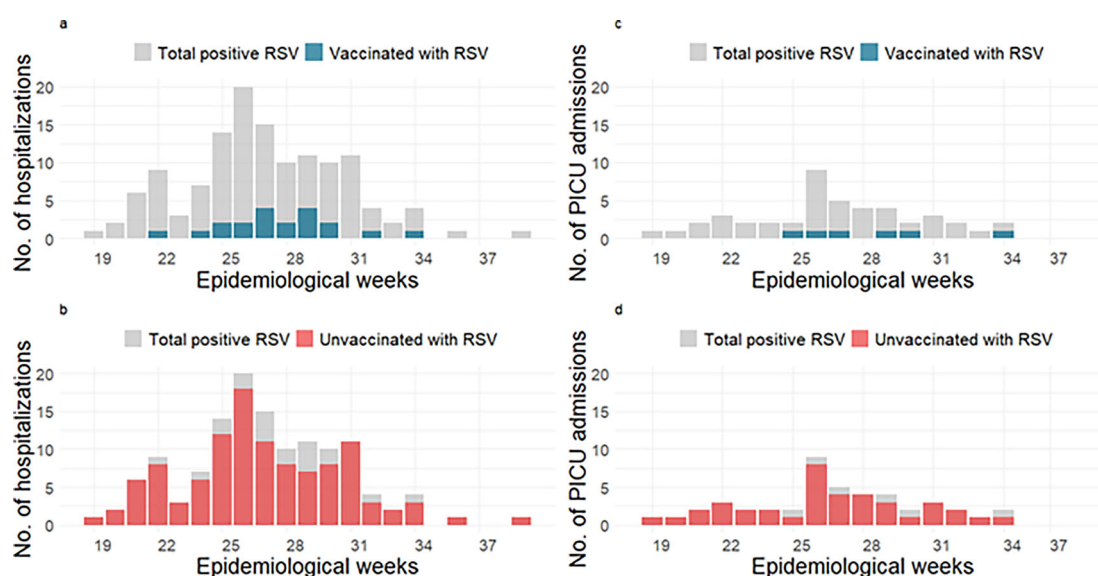 a
Total positive RSV Vaccinated with RSV
No. of hospitalizations
20
15
10
5
0
19 22 25 28 31 34 37
Epidemiological weeks
c
Total positive RSV Vaccinated with RSV
No. of PICU admissions
20
15
10
5
0
19 22 25 28 31 34 37
Epidemiological weeks
b
Total positive RSV Unvaccinated with RSV
No. of hospitalizations
20
15
10
5
0
19 22 25 28 31 34 37
Epidemiological weeks
d
Total positive RSV Unvaccinated with RSV
No. of PICU admissions
20
15
10
5
0
19 22 25 28 31 34 37
Epidemiological weeks